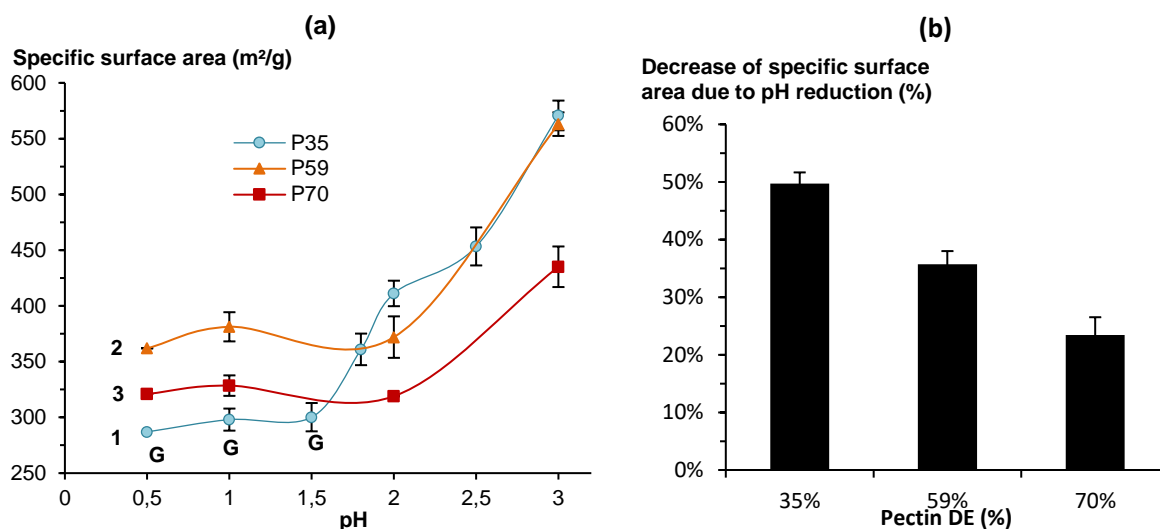 (a)
Specific surface area (m²/g)
600
550
500
450
400
350
300
250
P35
P59
P70
2
3
1
G
G
G
0
0,5
1
1,5
2
2,5
3
pH
(b)
Decrease of specific surface
area due to pH reduction (%)
60%
50%
40%
30%
20%
10%
0%
35%
59%
70%
Pectin DE (%)